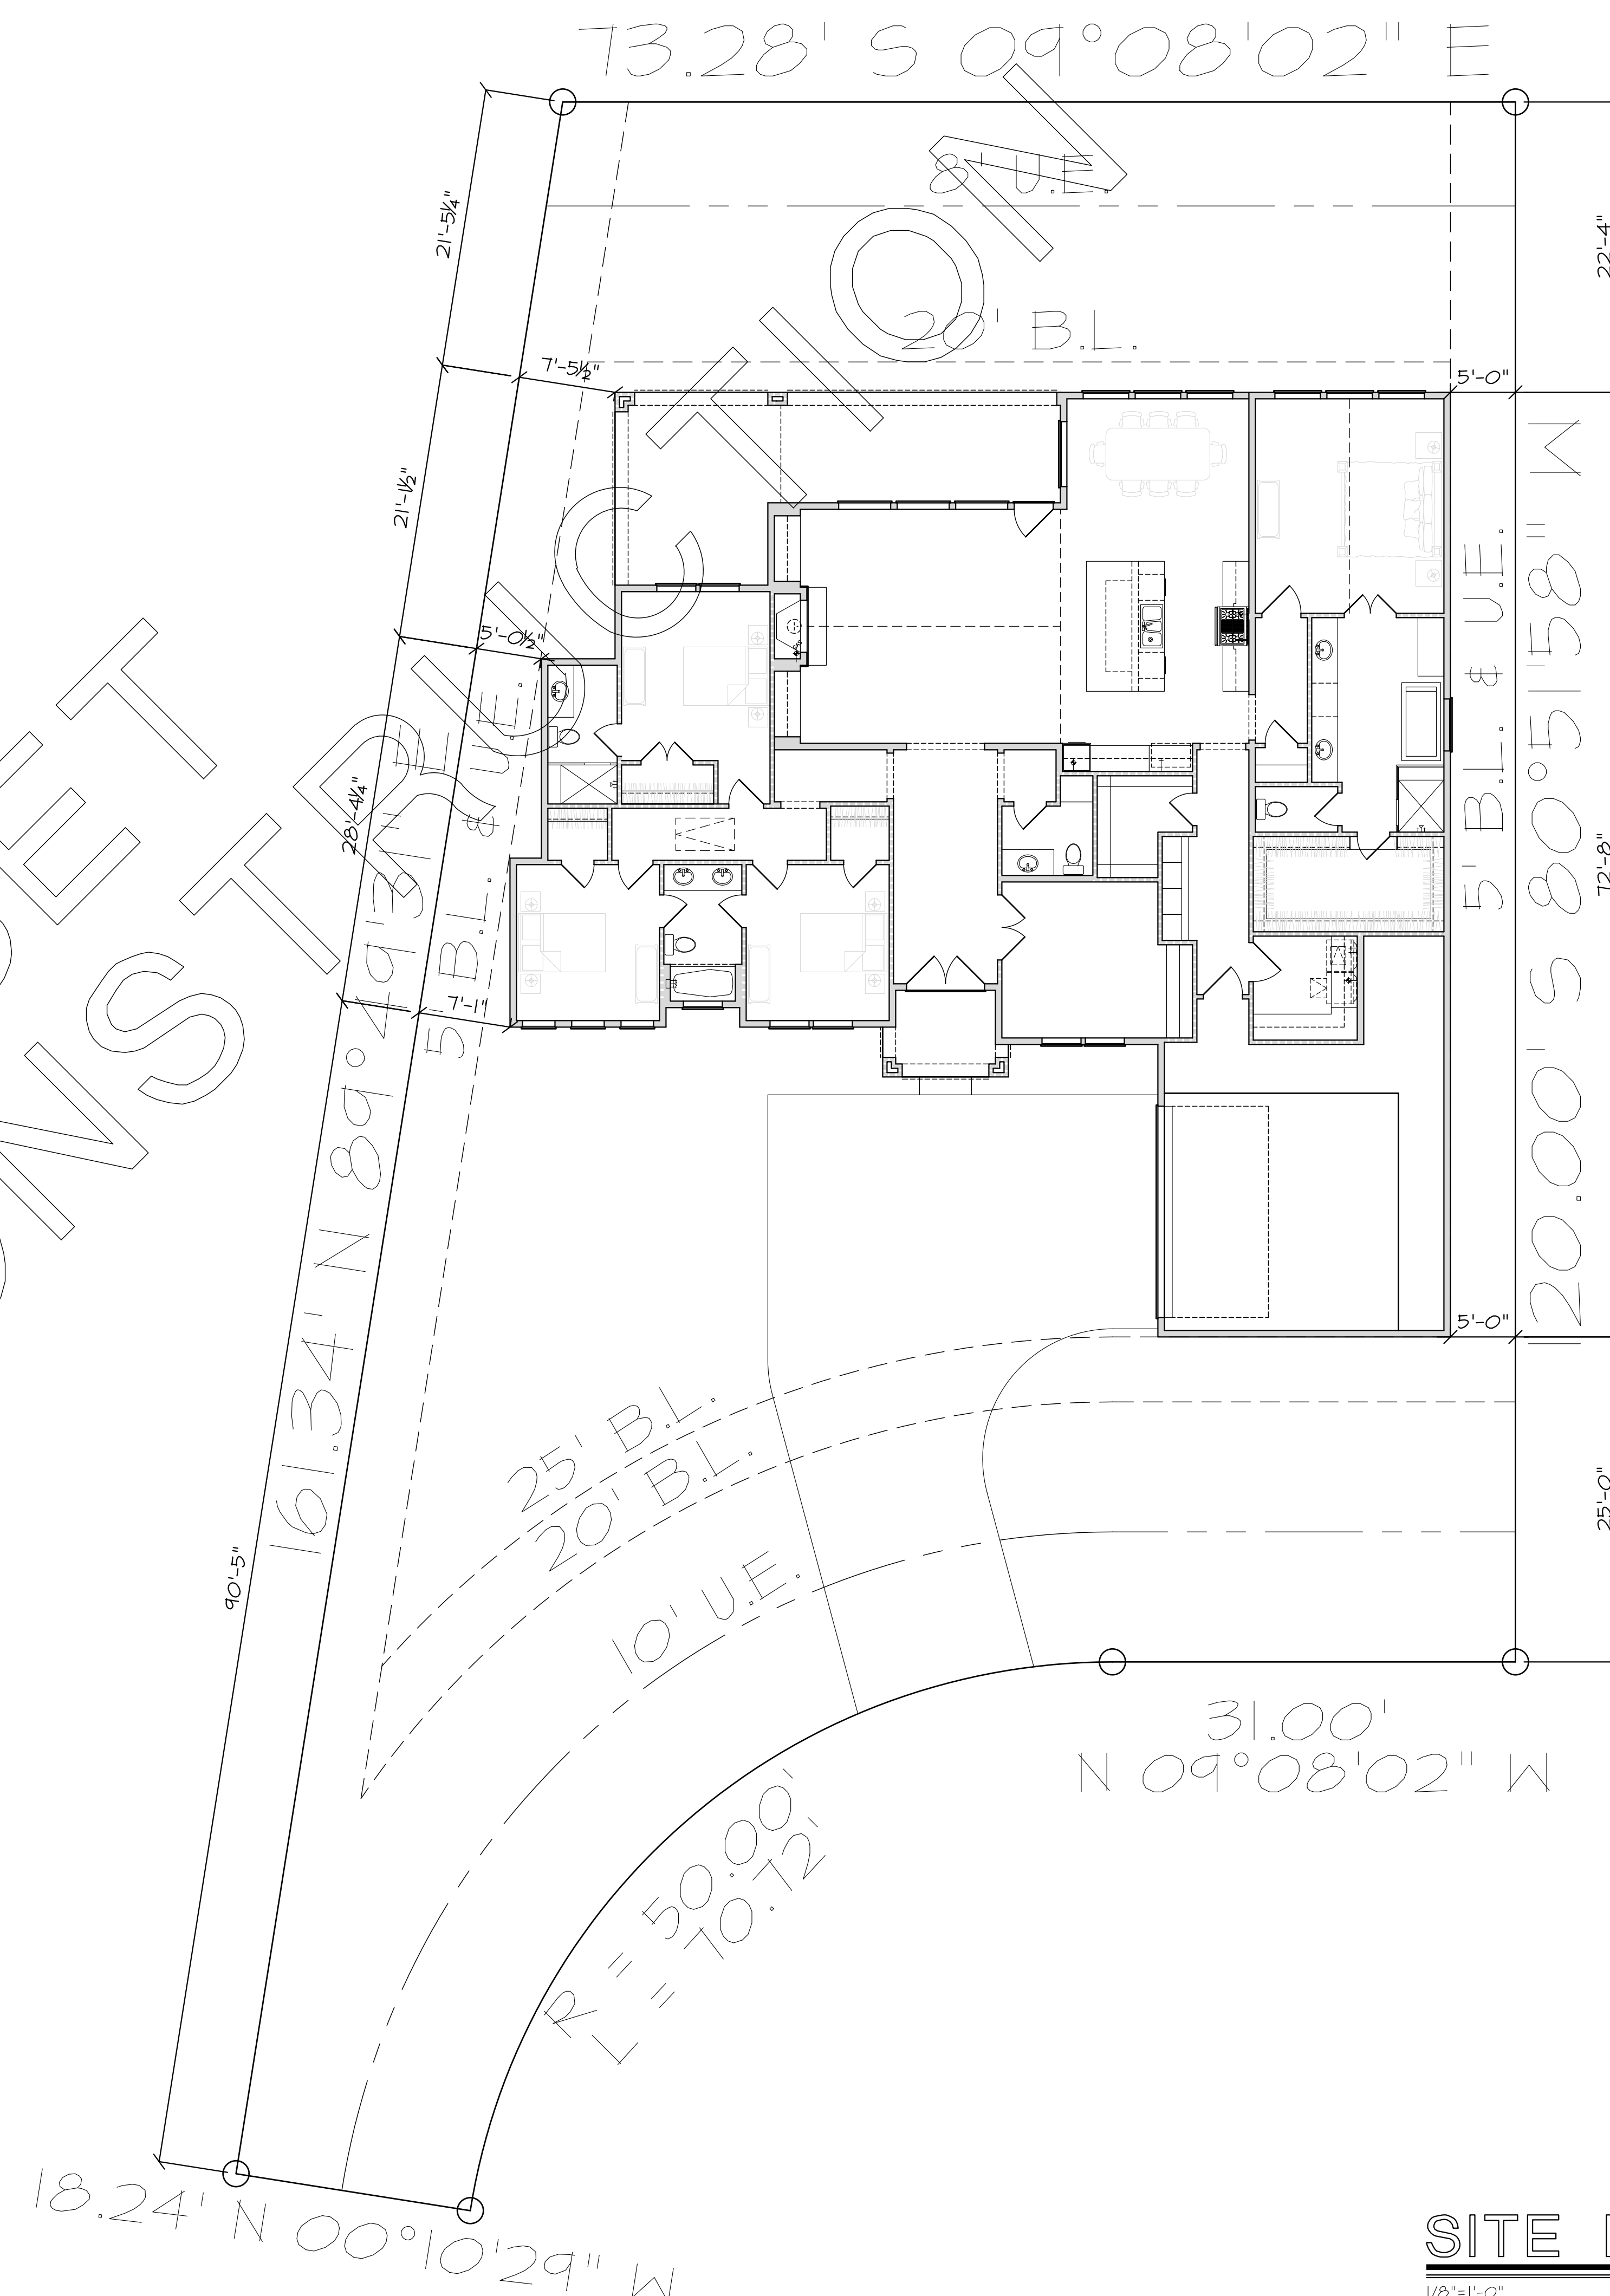 73.28' S 09°08'02" E
8' U.E.
21'-5¼"
22'-4"
20' B.L.
7'-5½"
5'-0"
21'-1½"
5'-0½"
5' B.L. & U.E.
120.00' S 80°51'58" W
28'-4¼"
5' B.L. & U.E.
72'-8"
7'-1"
161.34' N 89°49'31" E
5'-0"
25' B.L.
20' B.L.
25'-0"
90'-5"
10' U.E.
31.00'
N 09°08'02" W
R = 50.00'
L = 70.72'
18.24' N 00°10'29" W
SITE
1/8"=1'-0"